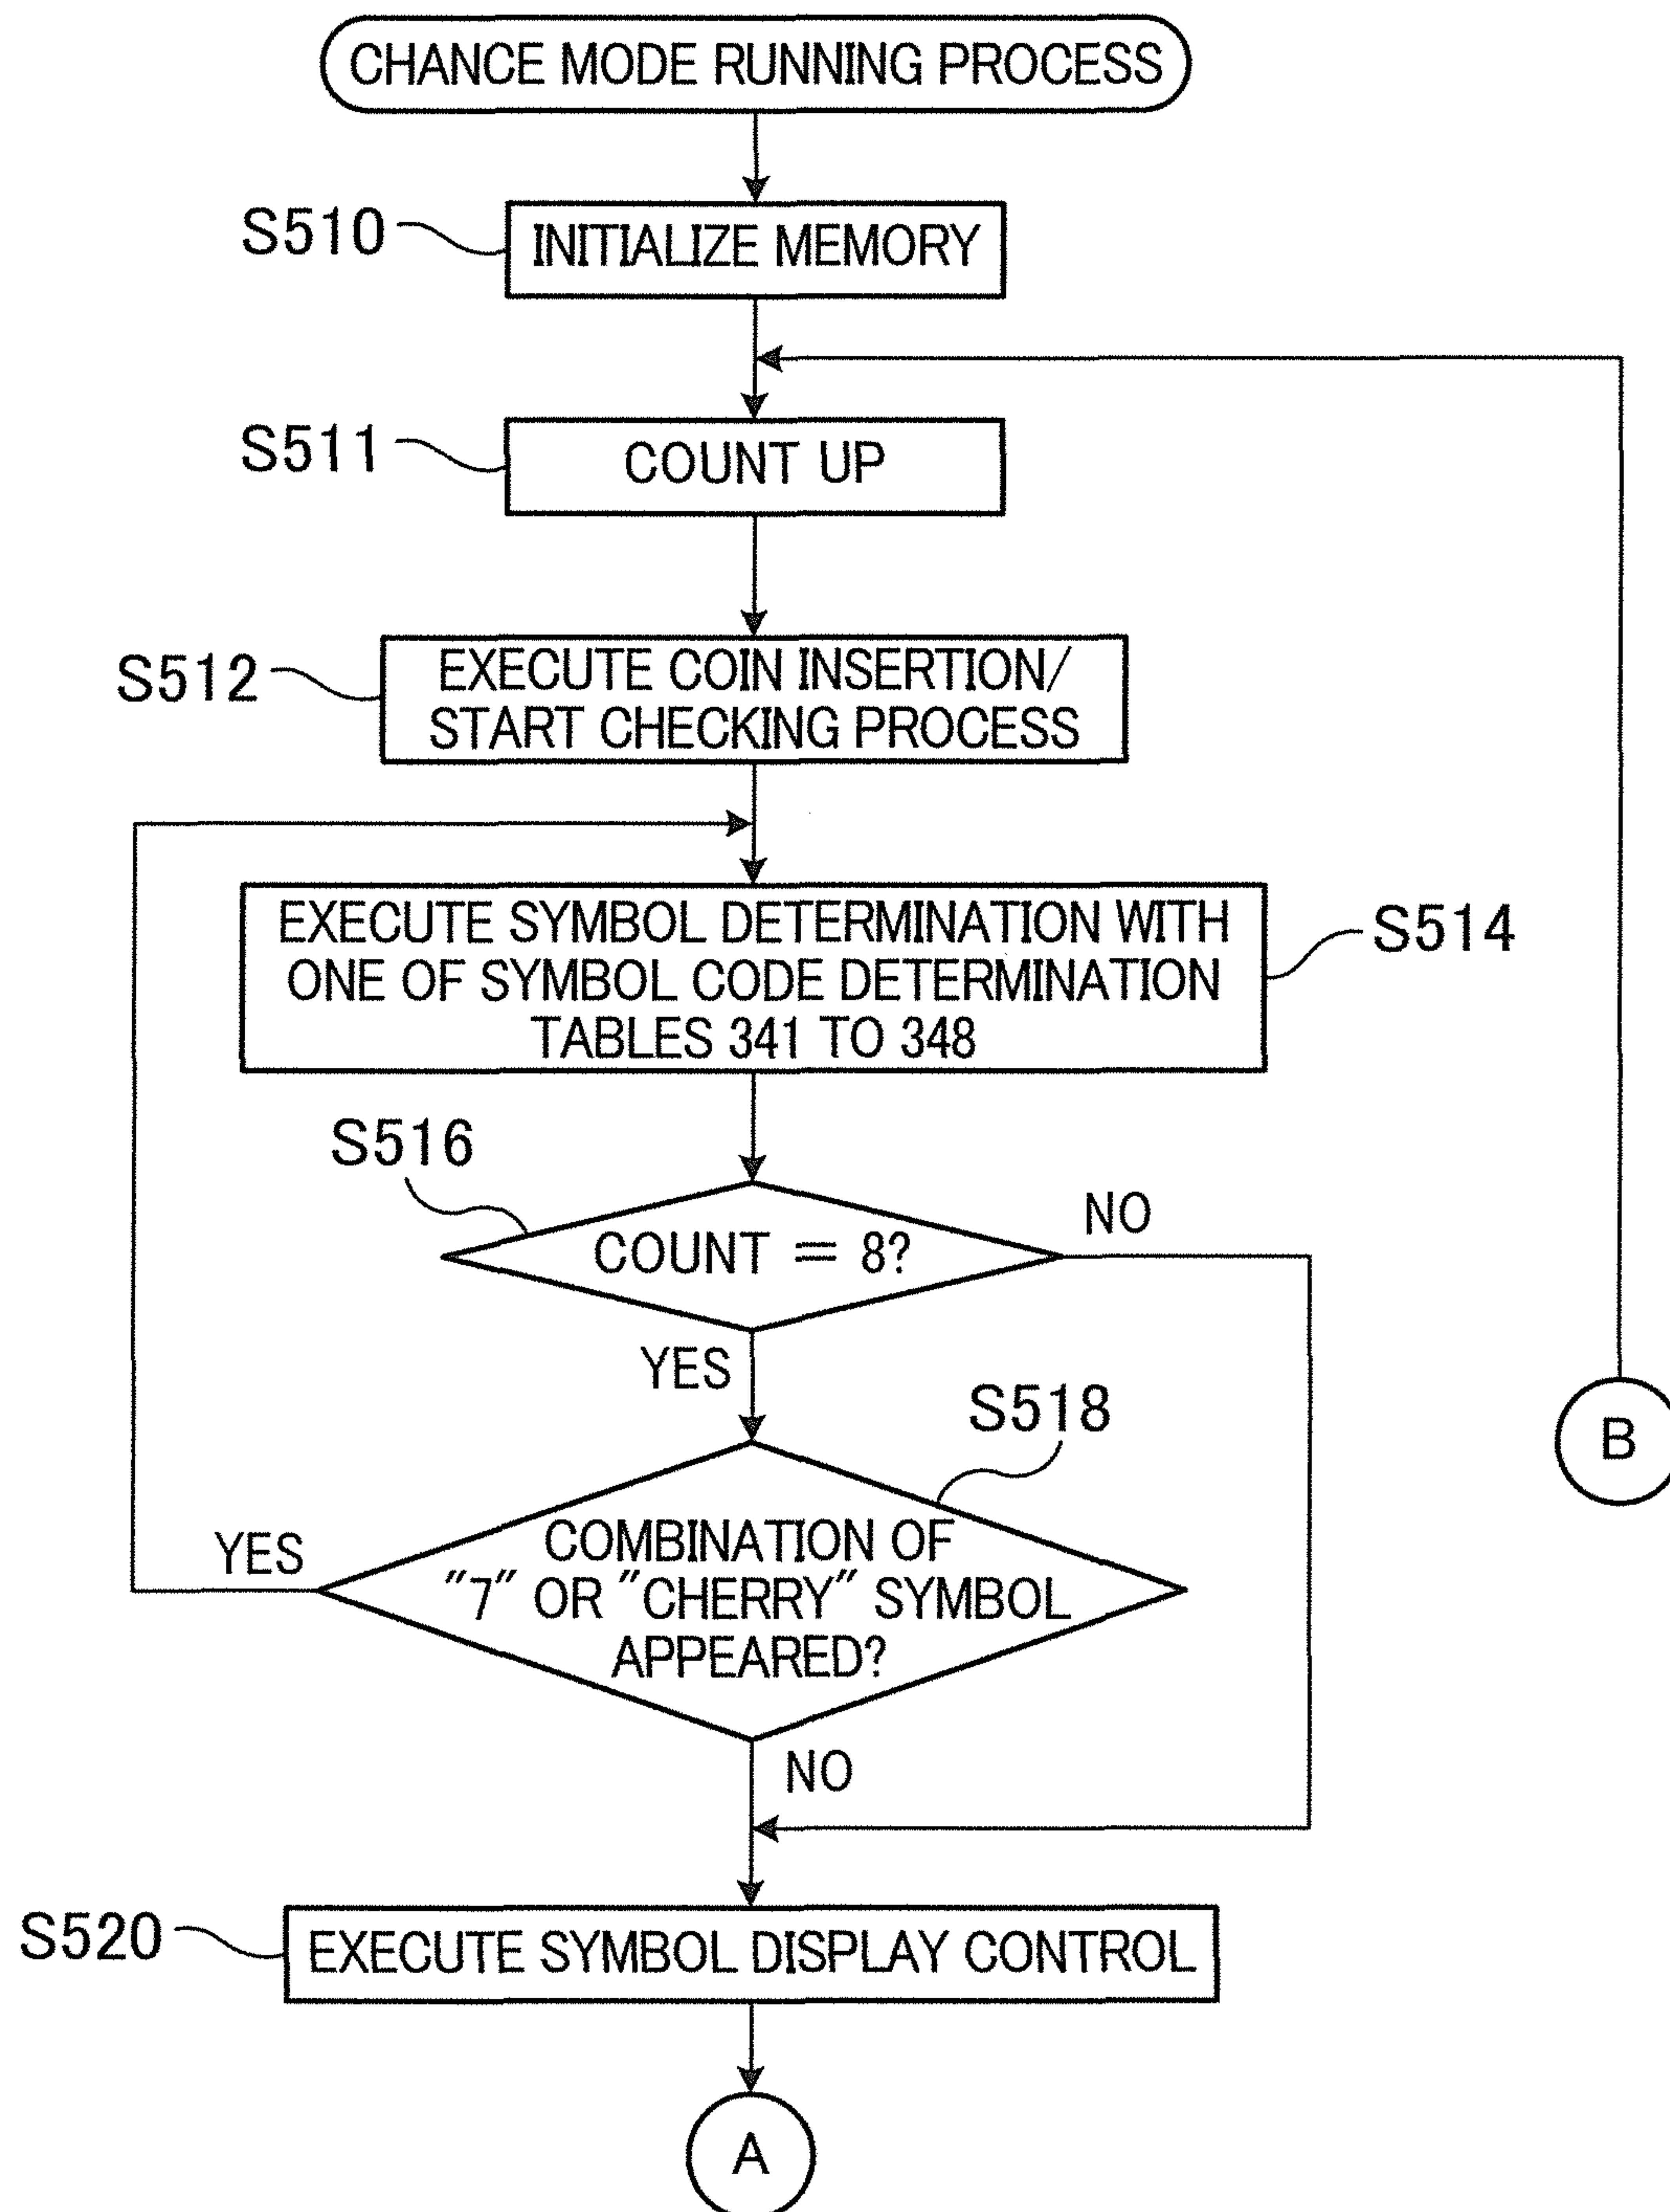 CHANCE MODE RUNNING PROCESS
S510
INITIALIZE MEMORY
S511
COUNT UP
S512
EXECUTE COIN INSERTION/
START CHECKING PROCESS
EXECUTE SYMBOL DETERMINATION WITH
ONE OF SYMBOL CODE DETERMINATION
TABLES 341 TO 348
S514
S516
COUNT = 8?
NO
YES
S518
COMBINATION OF
"7" OR "CHERRY" SYMBOL
APPEARED?
YES
NO
B
S520
EXECUTE SYMBOL DISPLAY CONTROL
A